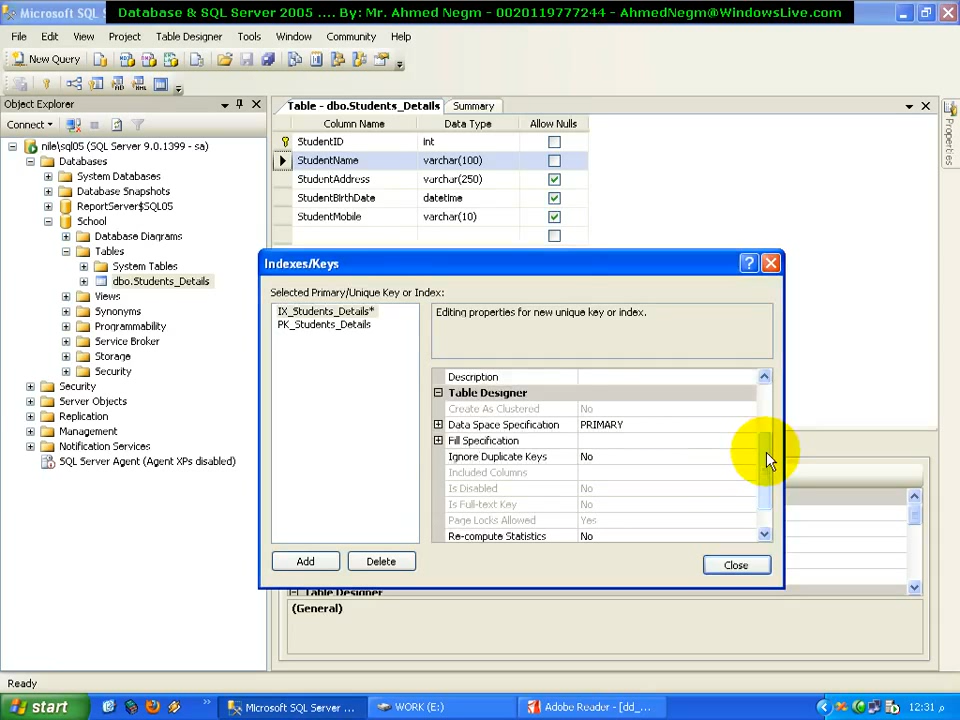 Microsoft SQL Se
Database & SQL Server 2005 .... By: Mr. Ahmed Negm - 0020119777244 - AhmedNegm@WindowsLive.com
File Edit View Project Table Designer Tools Window Community Help
New Query
Object Explorer
Table - dbo.Students_Details Summary
Connect
Column Name Data Type Allow Nulls
Properties
StudentID int
StudentName varchar(100)
StudentAddress varchar(250)
StudentBirthDate datetime
StudentMobile varchar(10)
nile\sql05 (SQL Server 9.0.1399 - sa)
Databases
System Databases
Database Snapshots
ReportServer$SQL05
School
Database Diagrams
Tables
System Tables
dbo.Students_Details
Views
Synonyms
Programmability
Service Broker
Storage
Security
Security
Server Objects
Replication
Management
Notification Services
SQL Server Agent (Agent XPs disabled)
Indexes/Keys
Selected Primary/Unique Key or Index:
IX_Students_Details*
PK_Students_Details
Editing properties for new unique key or index.
Description
Table Designer
Create As Clustered No
Data Space Specification PRIMARY
Fill Specification
Ignore Duplicate Keys No
Included Columns
Is Disabled No
Is Full-text Key No
Page Locks Allowed Yes
Re-compute Statistics No
Add Delete Close
Table Designer
(General)
Ready
start
Microsoft SQL Server ...
WORK (E:)
Adobe Reader - [dd_...
12:31 م